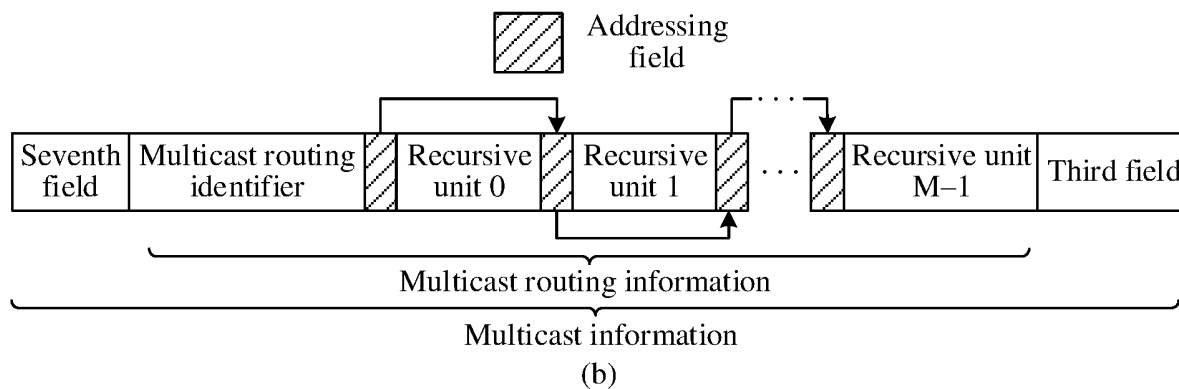 Addressing
field
Seventh
field
Multicast routing
identifier
Recursive
unit 0
Recursive
unit 1
. . .
. . .
Recursive unit
M–1
Third field
Multicast routing information
Multicast information
(b)